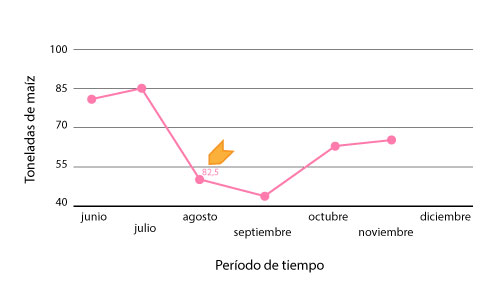 Toneladas de maíz
100
85
70
55
40
82,5
junio
julio
agosto
septiembre
octubre
noviembre
diciembre
Período de tiempo